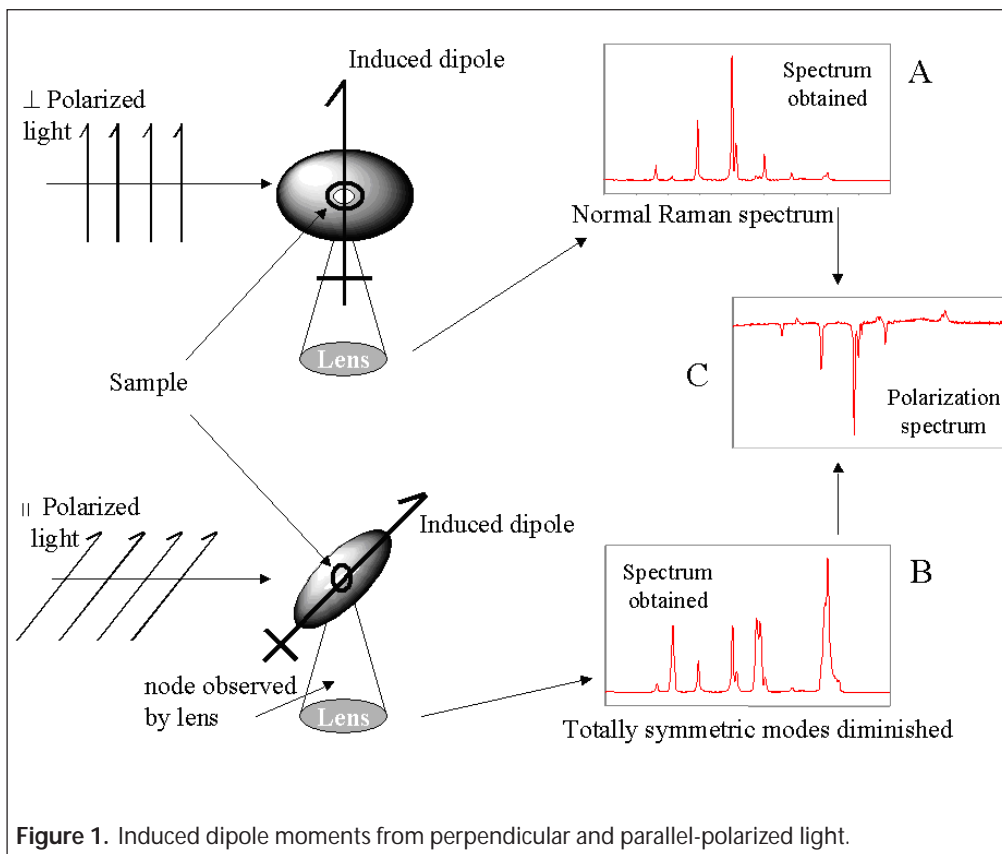 Induced dipole
⊥ Polarized
light
Spectrum
obtained
A
Normal Raman spectrum
Lens
Sample
C
Polarization
spectrum
॥ Polarized
light
Induced dipole
node observed
by lens
Lens
Spectrum
obtained
B
Totally symmetric modes diminished
Figure 1. Induced dipole moments from perpendicular and parallel-polarized light.